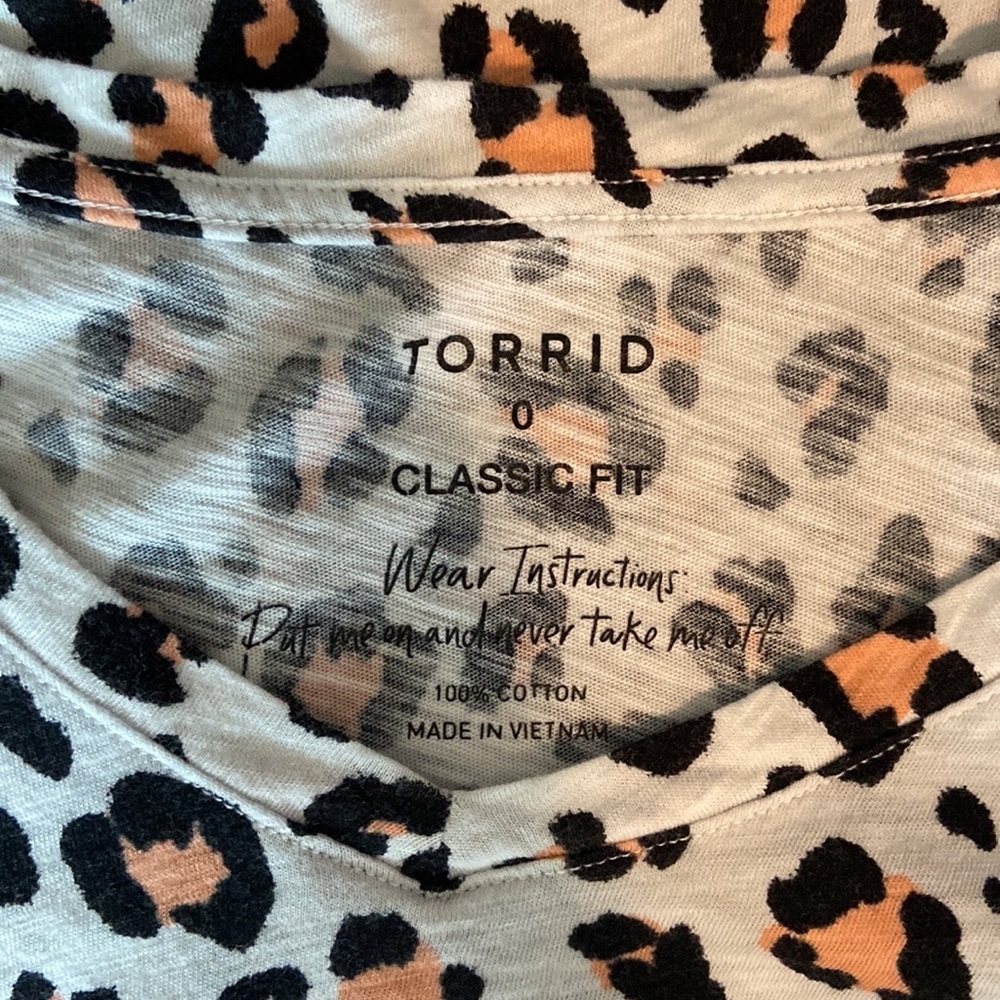 TORRID
0
CLASSIC FIT
Wear Instructions:
Put me on and never take me off
100% COTTON
MADE IN VIETNAM